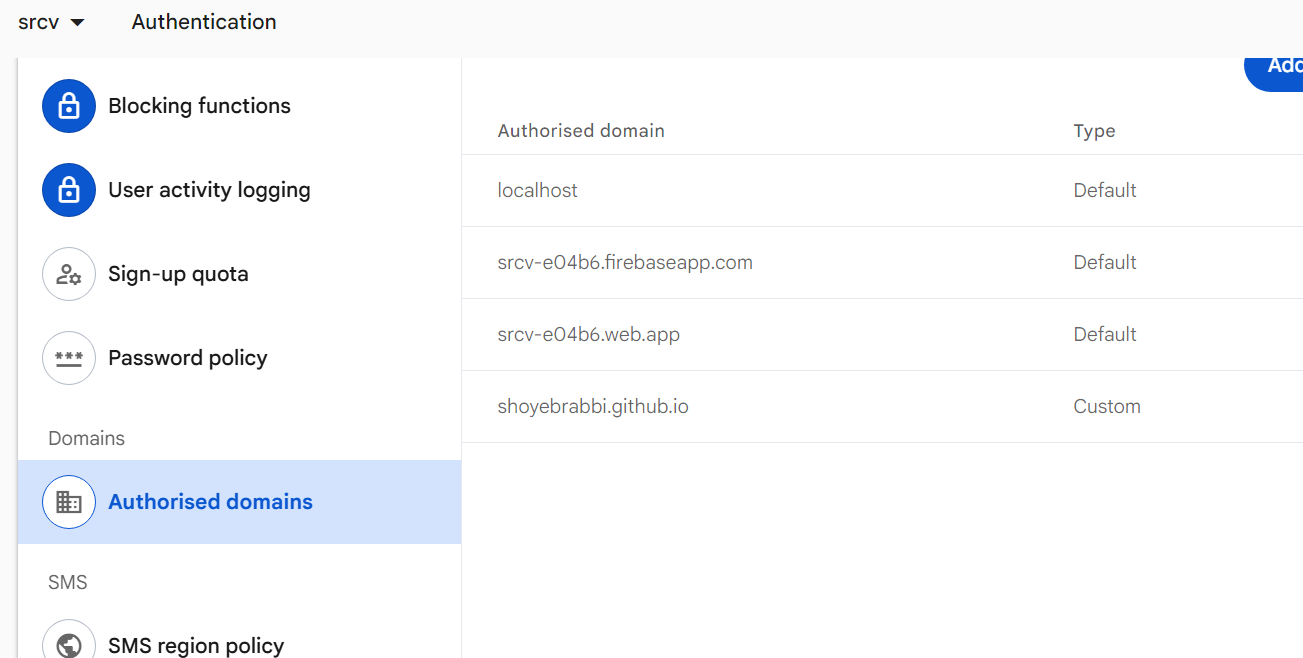 srcv Authentication
Add
Blocking functions
User activity logging
Sign-up quota
Password policy
Domains
Authorised domains
SMS
SMS region policy
Authorised domain Type
localhost Default
srcv-e04b6.firebaseapp.com Default
srcv-e04b6.web.app Default
shoyebrabbi.github.io Custom